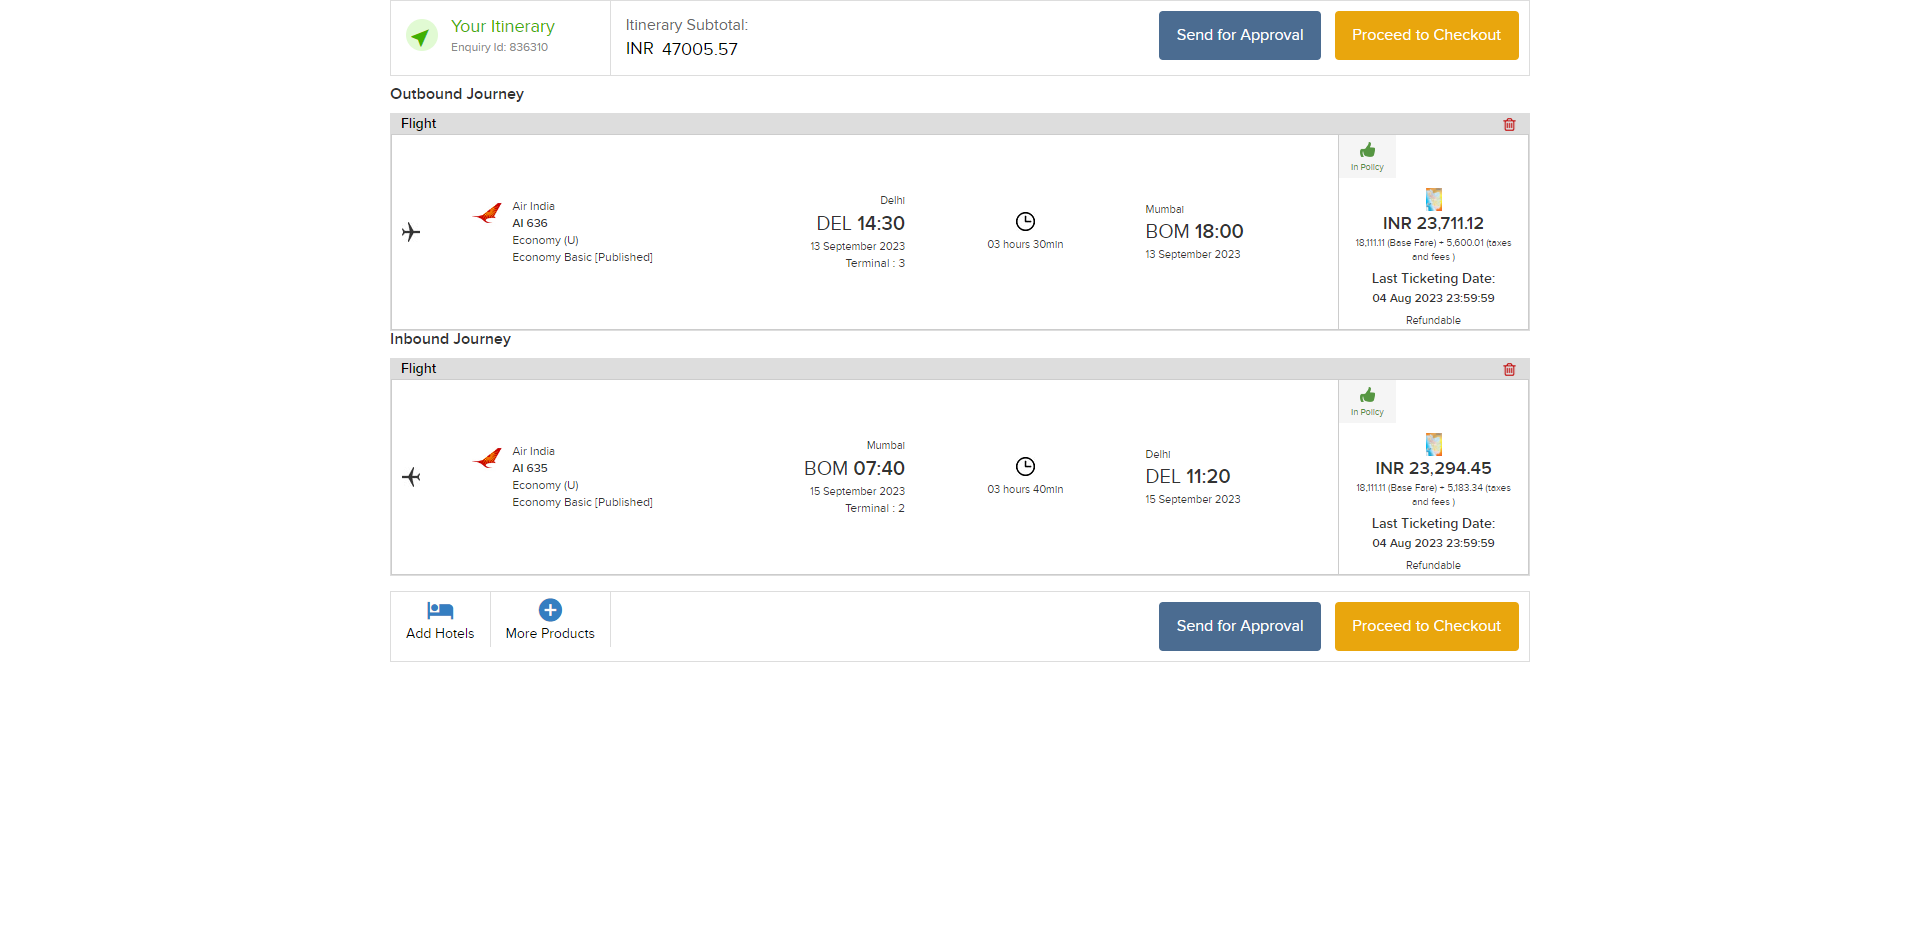 Your Itinerary
Enquiry Id: 836310
Itinerary Subtotal:
INR 47005.57
Send for Approval
Proceed to Checkout
Outbound Journey
Flight
In Policy
Air India
AI 636
Economy (U)
Economy Basic [Published]
Delhi
DEL 14:30
13 September 2023
Terminal : 3
03 hours 30min
Mumbai
BOM 18:00
13 September 2023
INR 23,711.12
18,111.11 (Base Fare) + 5,600.01 (taxes
and fees )
Last Ticketing Date:
04 Aug 2023 23:59:59
Refundable
Inbound Journey
Flight
In Policy
Air India
AI 635
Economy (U)
Economy Basic [Published]
Mumbai
BOM 07:40
15 September 2023
Terminal : 2
03 hours 40min
Delhi
DEL 11:20
15 September 2023
INR 23,294.45
18,111.11 (Base Fare) + 5,183.34 (taxes
and fees )
Last Ticketing Date:
04 Aug 2023 23:59:59
Refundable
Add Hotels
More Products
Send for Approval
Proceed to Checkout